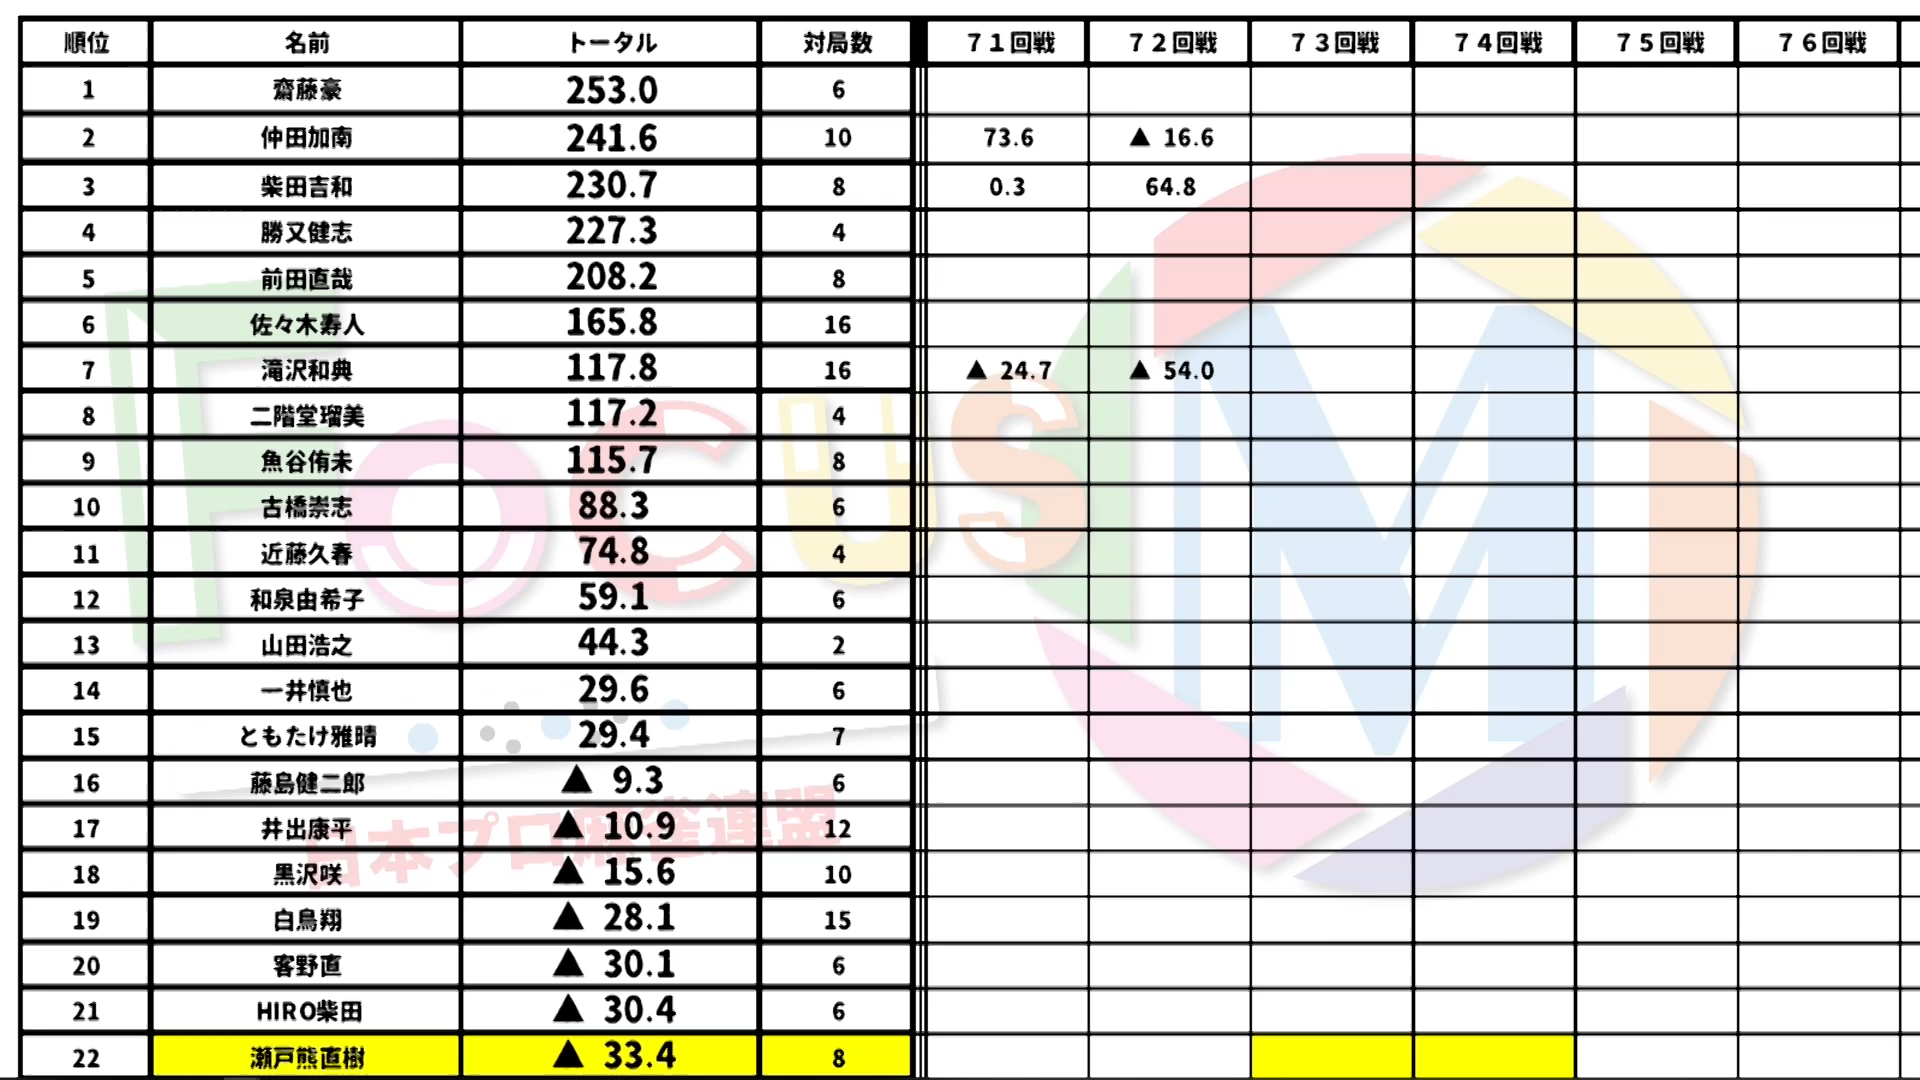 順位 名前 トータル 対局数 71回戦 72回戦 73回戦 74回戦 75回戦 76回戦
1 齋藤豪 253.0 6
2 仲田加南 241.6 10 73.6 ▲ 16.6
3 柴田吉和 230.7 8 0.3 64.8
4 勝又健志 227.3 4
5 前田直哉 208.2 8
6 佐々木寿人 165.8 16
7 滝沢和典 117.8 16 ▲ 24.7 ▲ 54.0
8 二階堂瑠美 117.2 4
9 魚谷侑未 115.7 8
10 古橋崇志 88.3 6
11 近藤久春 74.8 4
12 和泉由希子 59.1 6
13 山田浩之 44.3 2
14 一井慎也 29.6 6
15 ともたけ雅晴 29.4 7
16 藤島健二郎 ▲ 9.3 6
17 井出康平 ▲ 10.9 12
18 黒沢咲 ▲ 15.6 10
19 白鳥翔 ▲ 28.1 15
20 客野直 ▲ 30.1 6
21 HIRO柴田 ▲ 30.4 6
22 瀬戸熊直樹 ▲ 33.4 8
Focus M
日本プロ麻雀連盟